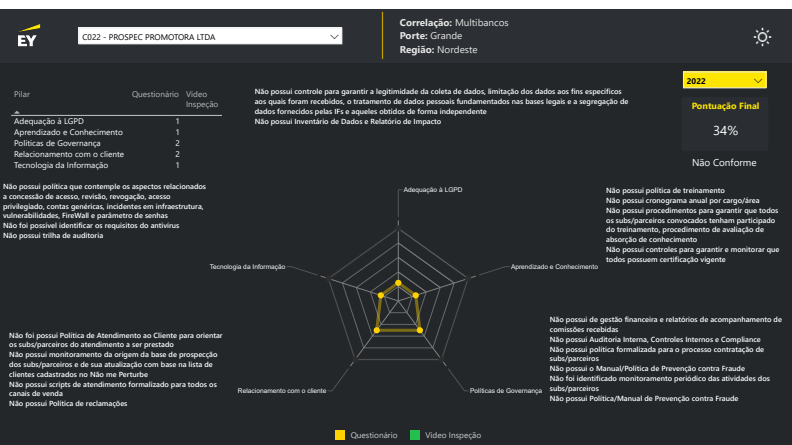 EY
C022 - PROSPEC PROMOTORA LTDA
Correlação: Multibancos
Porte: Grande
Região: Nordeste
2022
Pontuação Final
34%
Não Conforme
Pilar Questionário Video Inspeção
Adequação à LGPD 1
Aprendizado e Conhecimento 1
Políticas de Governança 2
Relacionamento com o cliente 2
Tecnologia da Informação 1
Não possui controle para garantir a legitimidade da coleta de dados, limitação dos dados aos fins específicos
aos quais foram recebidos, o tratamento de dados pessoais fundamentados nas bases legais e a segregação de
dados fornecidos pelas IFs e aqueles obtidos de forma independente
Não possui Inventário de Dados e Relatório de Impacto
Não possui política que contemple os aspectos relacionados
a concessão de acesso, revisão, revogação, acesso
privilegiado, contas genéricas, incidentes em infraestrutura,
vulnerabilidades, FireWall e parâmetro de senhas
Não foi possível identificar os requisitos do antivírus
Não possui trilha de auditoria
Não possui política de treinamento
Não possui cronograma anual por cargo/área
Não possui procedimentos para garantir que todos
os subs/parceiros convocados tenham participado
do treinamento, procedimento de avaliação de
absorção de conhecimento
Não possui controles para garantir e monitorar que
todos possuem certificação vigente
Adequação à LGPD
Tecnologia da Informação
Aprendizado e Conhecimento
Relacionamento com o cliente
Políticas de Governança
Não foi possível Política de Atendimento ao Cliente para orientar
os subs/parceiros do atendimento a ser prestado
Não possui monitoramento da origem da base de prospecção
dos subs/parceiros e de sua atualização com base na lista de
clientes cadastrados no Não me Perturbe
Não possui scripts de atendimento formalizado para todos os
canais de venda
Não possui Política de reclamações
Não possui de gestão financeira e relatórios de acompanhamento de
comissões recebidas
Não possui Auditoria Interna, Controles Internos e Compliance
Não possui política formalizada para o processo contratação de
subs/parceiros
Não possui o Manual/Política de Prevenção contra Fraude
Não foi identificado monitoramento periódico das atividades dos
subs/parceiros
Não possui Política/Manual de Prevenção contra Fraude
Questionário Video Inspeção